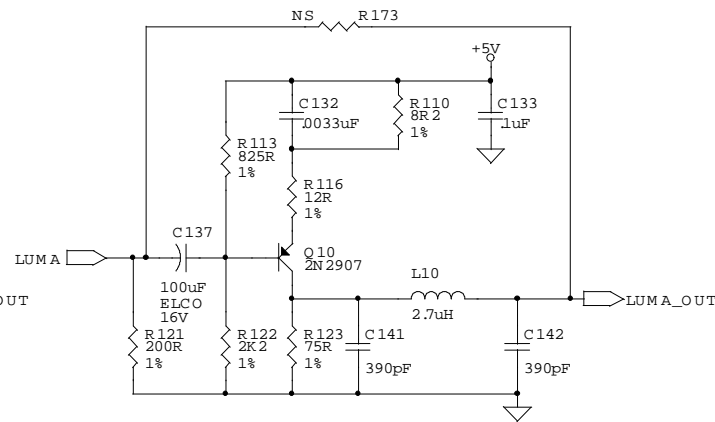 NS R173
+5V
C132
.0033uF
R110
8R2
1%
C133
.1uF
R113
825R
1%
R116
12R
1%
C137
LUMA
Q10
2N2907
L10
100uF
ELCO
16V
2.7uH
LUMA_OUT
OUT
R121
200R
1%
R122
2K2
1%
R123
75R
1%
C141
390pF
C142
390pF